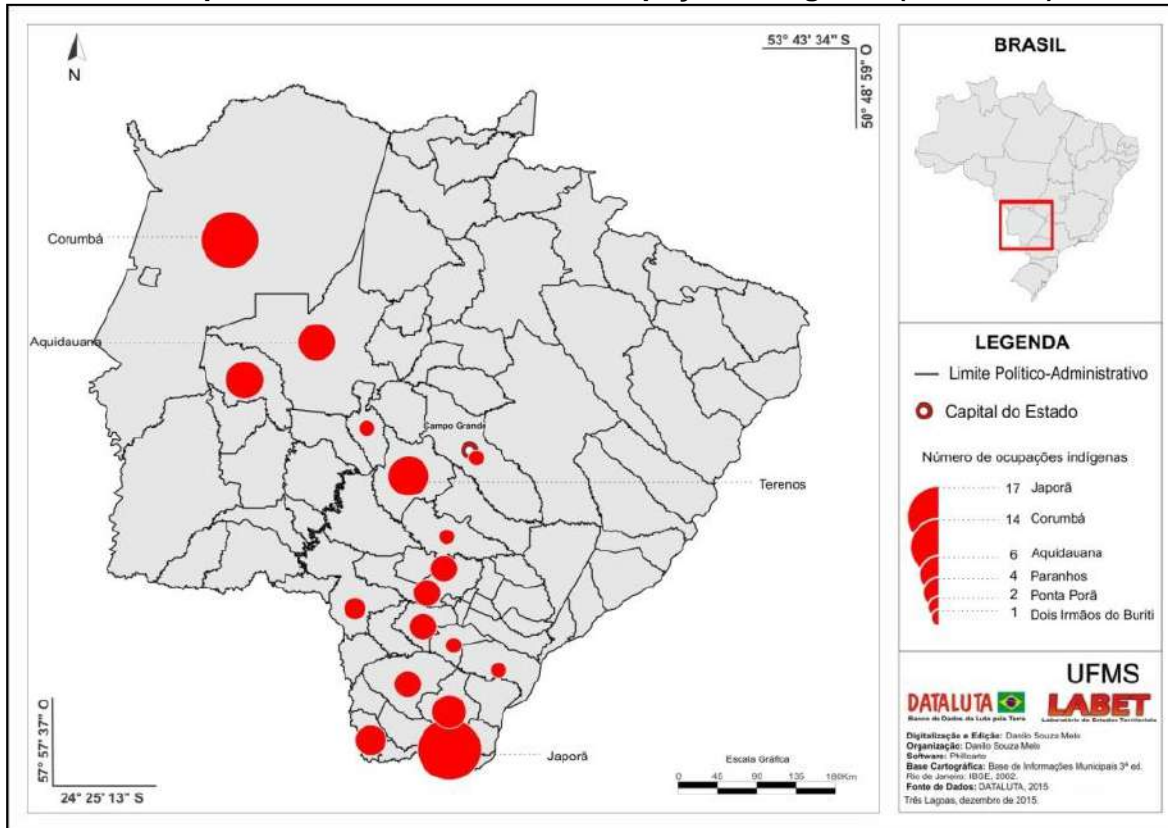 N
53° 43' 34" S
50° 48' 59" O
Corumbá
Aquidauana
Campo Grande
Terenos
Japorã
57° 57' 37" O
24° 25' 13" S
Escala Gráfica
0 45 90 135 180Km
BRASIL
LEGENDA
Limite Político-Administrativo
Capital do Estado
Número de ocupações indígenas
17 Japorã
14 Corumbá
6 Aquidauana
4 Paranhos
2 Ponta Porã
1 Dois Irmãos do Buriti
UFMS
DATALUTA
Banco de Dados da Luta pela Terra
LABET
Laboratório de Estudos Territoriais
Digitalização e Edição: Danilo Souza Melo
Organização: Danilo Souza Melo
Software: Philcarto
Base Cartográfica: Base de Informações Municipais 3ª ed.
Rio de Janeiro: IBGE, 2002.
Fonte de Dados: DATALUTA, 2015
Três Lagoas, dezembro de 2015.